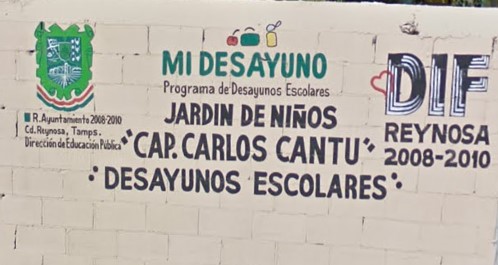 MI DESAYUNO
Programa de Desayunos Escolares
R. Ayuntamiento 2008-2010
Cd. Reynosa, Tamps.
Dirección de Educación Pública
JARDIN DE NIÑOS
"CAP. CARLOS CANTU"
"DESAYUNOS ESCOLARES"
DIF
REYNOSA
2008-2010